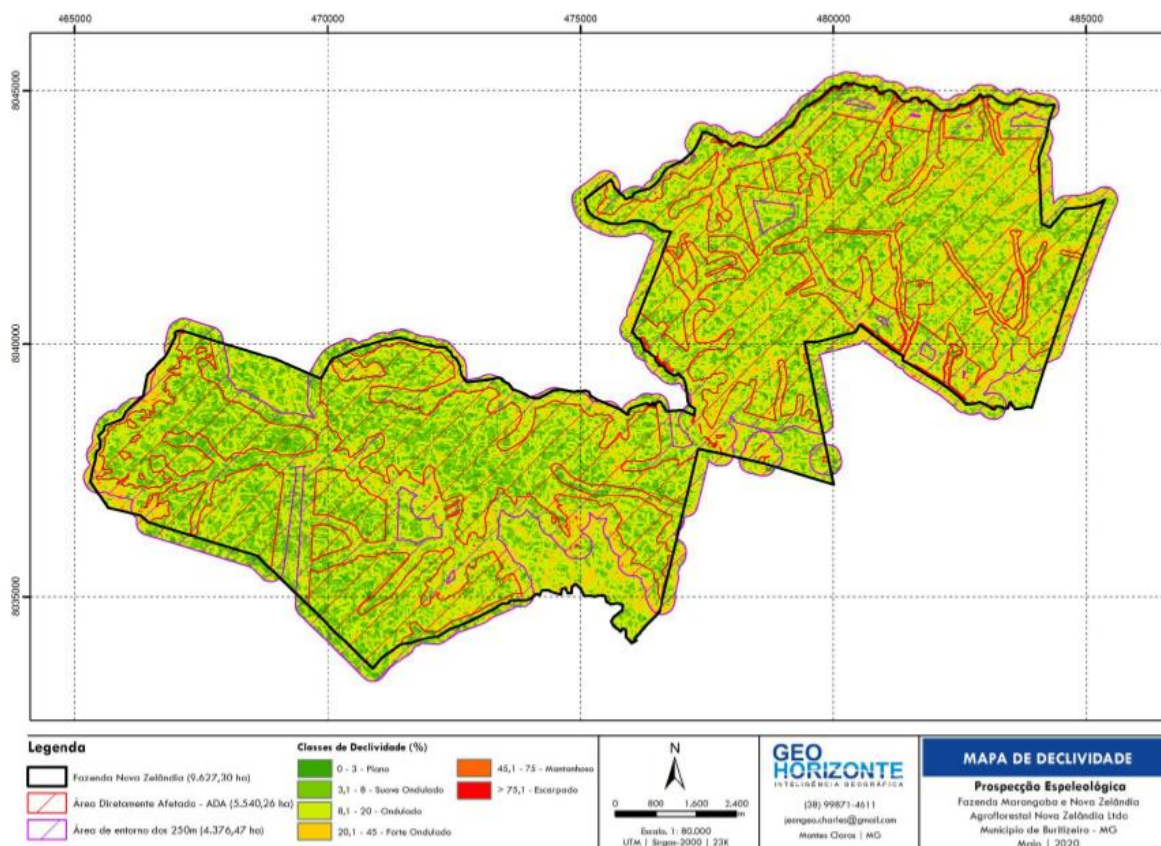 465000 470000 475000 480000 485000
8045000
8040000
8035000
Legenda
Fazenda Nova Zelândia (9.627,30 ha)
Área Diretamente Afetada - ADA (5.540,26 ha)
Área de entorno dos 250m (4.376,47 ha)
Classes de Declividade (%)
0 - 3 - Plano
3,1 - 8 - Suave Ondulado
8,1 - 20 - Ondulado
20,1 - 45 - Forte Ondulado
45,1 - 75 - Montanhoso
> 75,1 - Escarpado
N
0 800 1.600 2.400
m
Escala, 1: 80.000
UTM | Sirgas-2000 | 23K
GEO
HORIZONTE
INTELIGÊNCIA GEOGRÁFICA
(38) 99871-4611
jeangeo.charles@gmail.com
Montes Claros | MG
MAPA DE DECLIVIDADE
Prospecção Espeleológica
Fazenda Marangaba e Nova Zelândia
Agroflorestal Nova Zelândia Ltda
Município de Buritizeiro - MG
Maio | 2020